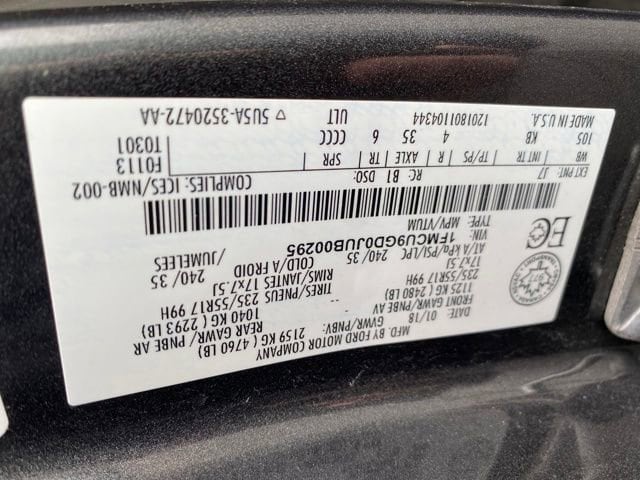 MFD. BY FORD MOTOR COMPANY
DATE: 01/18 GVWR/PNBV: 2159 KG ( 4760 LB)
FRONT GAWR/ PNBE AV REAR GAWR/ PNBE AR
1125 KG ( 2480 LB) 1040 KG ( 2293 LB)
235/55R17 99H TIRES/PNEUS 235/55R17 99H
17x7.5J RIMS/JANTES 17x7.5J
COLD A FROID
AT/A kPa/PSI/LPC 240/ 35 240/ 35 /JUMELEES
VIN: 1FMCU9GD0JUB00295
TYPE: MPV/VTUM
EC
COMPLIES: ICES/NMB-002
EXT PNT: J7 RC: B1 DSO: F0113
WB INT TR TP/PS R AXLE TR SPR T0301
105 KB 4 35 6 CCCC
ULT ▽ 5U5A-3520472-AA
MADE IN U.S.A. 120180110​4344